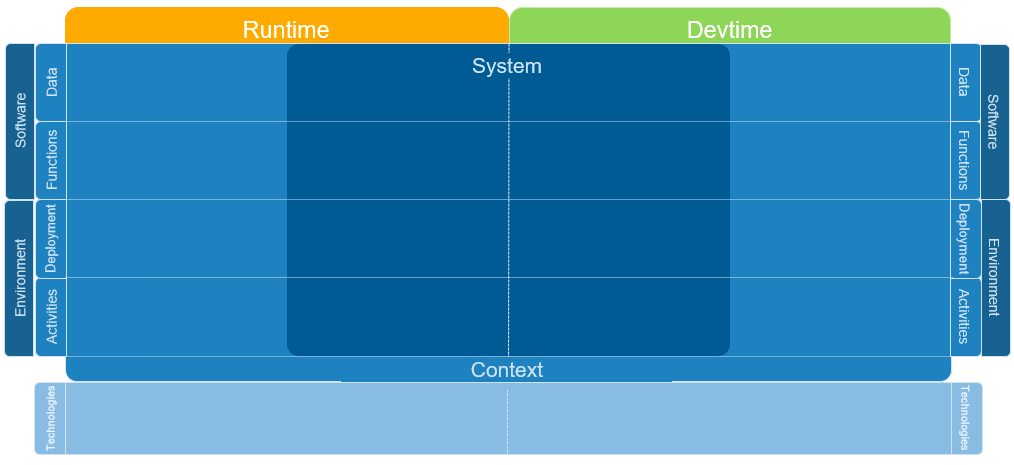 Runtime
Devtime
System
Software
Data
Functions
Environment
Deployment
Activities
Data
Functions
Software
Deployment
Activities
Environment
Context
Technologies
Technologies